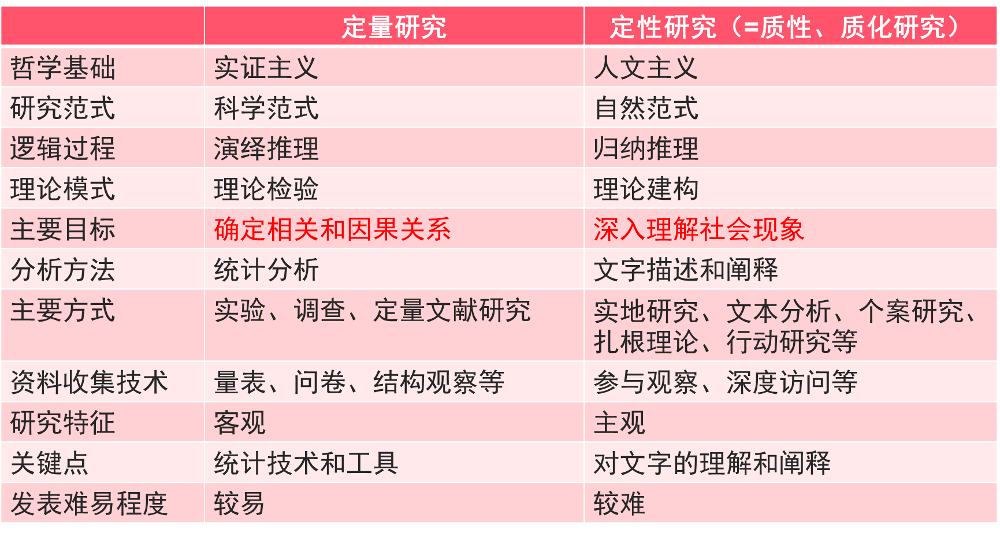 定量研究 定性研究（=质性、质化研究）
哲学基础 实证主义 人文主义
研究范式 科学范式 自然范式
逻辑过程 演绎推理 归纳推理
理论模式 理论检验 理论建构
主要目标 确定相关和因果关系 深入理解社会现象
分析方法 统计分析 文字描述和阐释
主要方式 实验、调查、定量文献研究 实地研究、文本分析、个案研究、
扎根理论、行动研究等
资料收集技术 量表、问卷、结构观察等 参与观察、深度访问等
研究特征 客观 主观
关键点 统计技术和工具 对文字的理解和阐释
发表难易程度 较易 较难